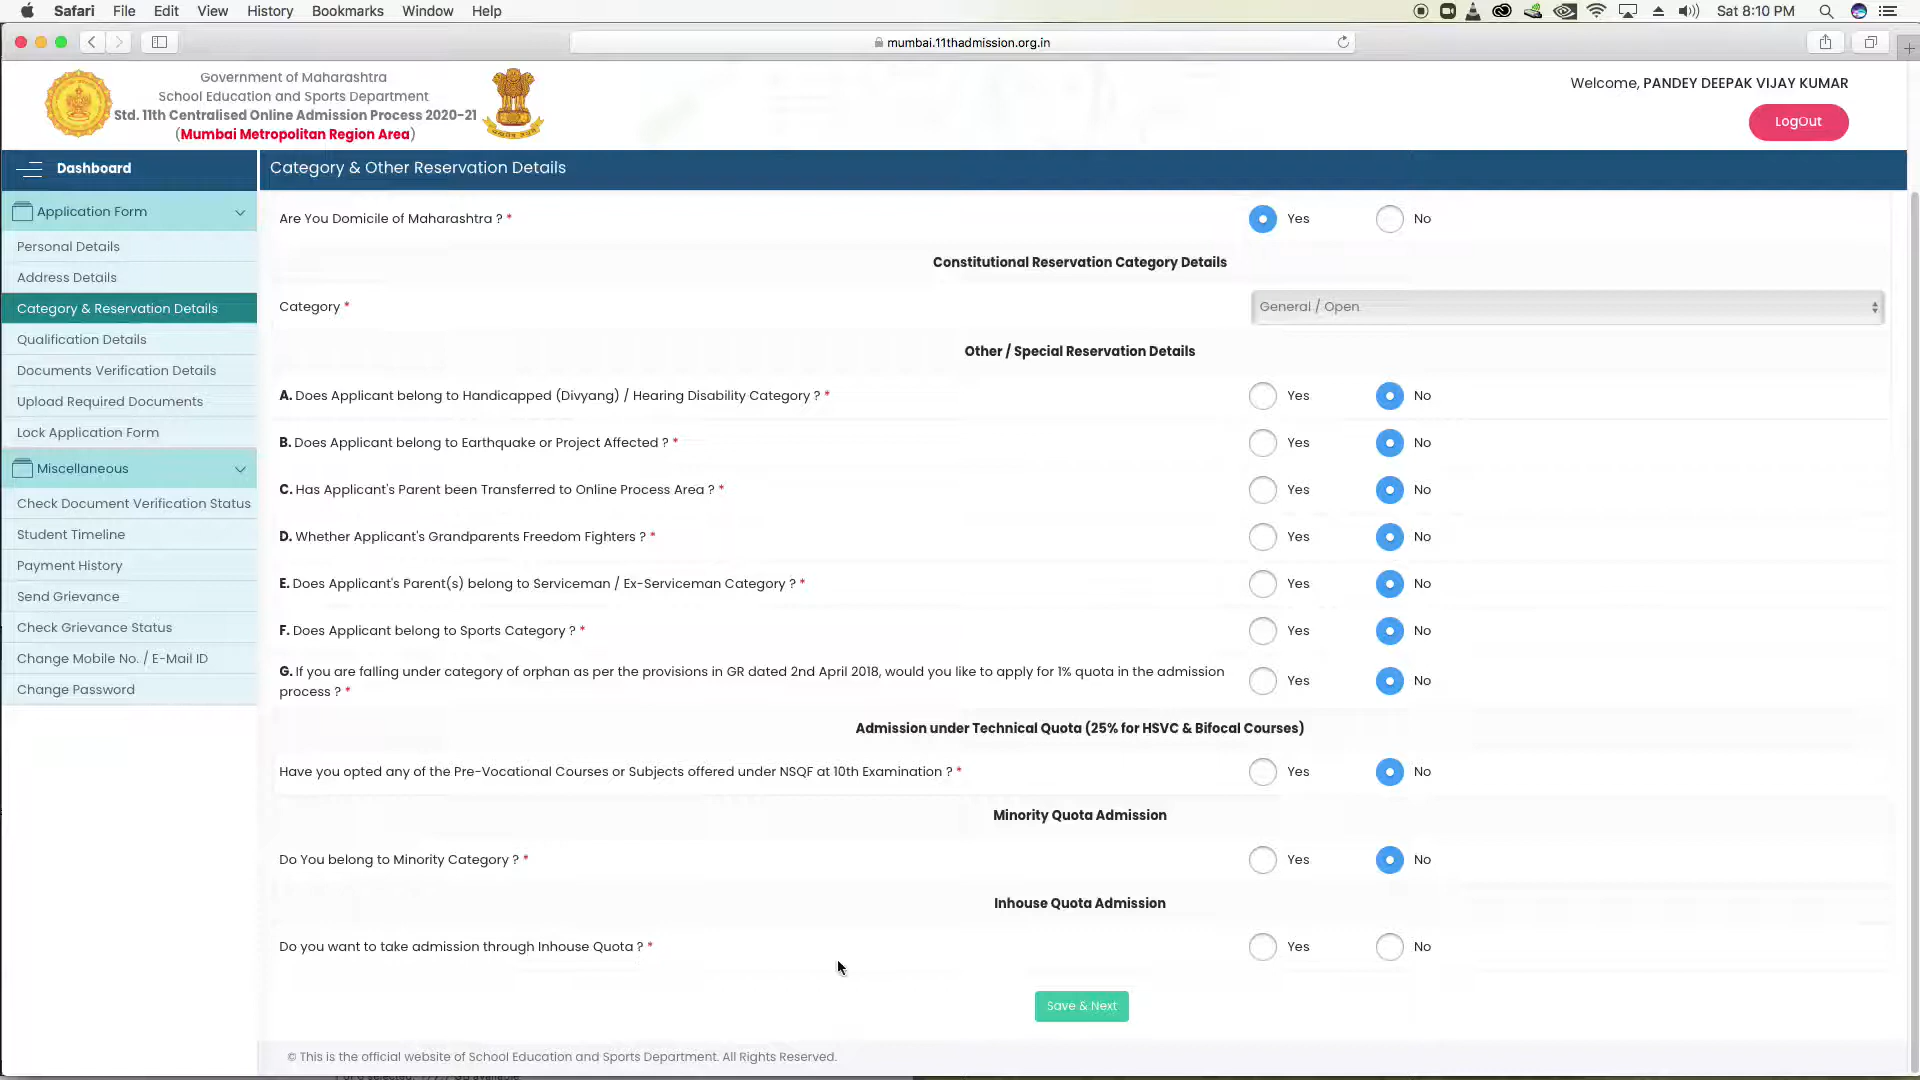 Safari File Edit View History Bookmarks Window Help
Sat 8:10 PM
mumbai.11thadmission.org.in
Government of Maharashtra
School Education and Sports Department
Std. 11th Centralised Online Admission Process 2020-21
(Mumbai Metropolitan Region Area)
Welcome, PANDEY DEEPAK VIJAY KUMAR
LogOut
Dashboard
Application Form
Personal Details
Address Details
Category & Reservation Details
Qualification Details
Documents Verification Details
Upload Required Documents
Lock Application Form
Miscellaneous
Check Document Verification Status
Student Timeline
Payment History
Send Grievance
Check Grievance Status
Change Mobile No. / E-Mail ID
Change Password
Category & Other Reservation Details
Are You Domicile of Maharashtra ? * Yes No
Constitutional Reservation Category Details
Category * General / Open
Other / Special Reservation Details
A. Does Applicant belong to Handicapped (Divyang) / Hearing Disability Category ? * Yes No
B. Does Applicant belong to Earthquake or Project Affected ? * Yes No
C. Has Applicant's Parent been Transferred to Online Process Area ? * Yes No
D. Whether Applicant's Grandparents Freedom Fighters ? * Yes No
E. Does Applicant's Parent(s) belong to Serviceman / Ex-Serviceman Category ? * Yes No
F. Does Applicant belong to Sports Category ? * Yes No
G. If you are falling under category of orphan as per the provisions in GR dated 2nd April 2018, would you like to apply for 1% quota in the admission
process ? * Yes No
Admission under Technical Quota (25% for HSVC & Bifocal Courses)
Have you opted any of the Pre-Vocational Courses or Subjects offered under NSQF at 10th Examination ? * Yes No
Minority Quota Admission
Do You belong to Minority Category ? * Yes No
Inhouse Quota Admission
Do you want to take admission through Inhouse Quota ? * Yes No
Save & Next
© This is the official website of School Education and Sports Department. All Rights Reserved.